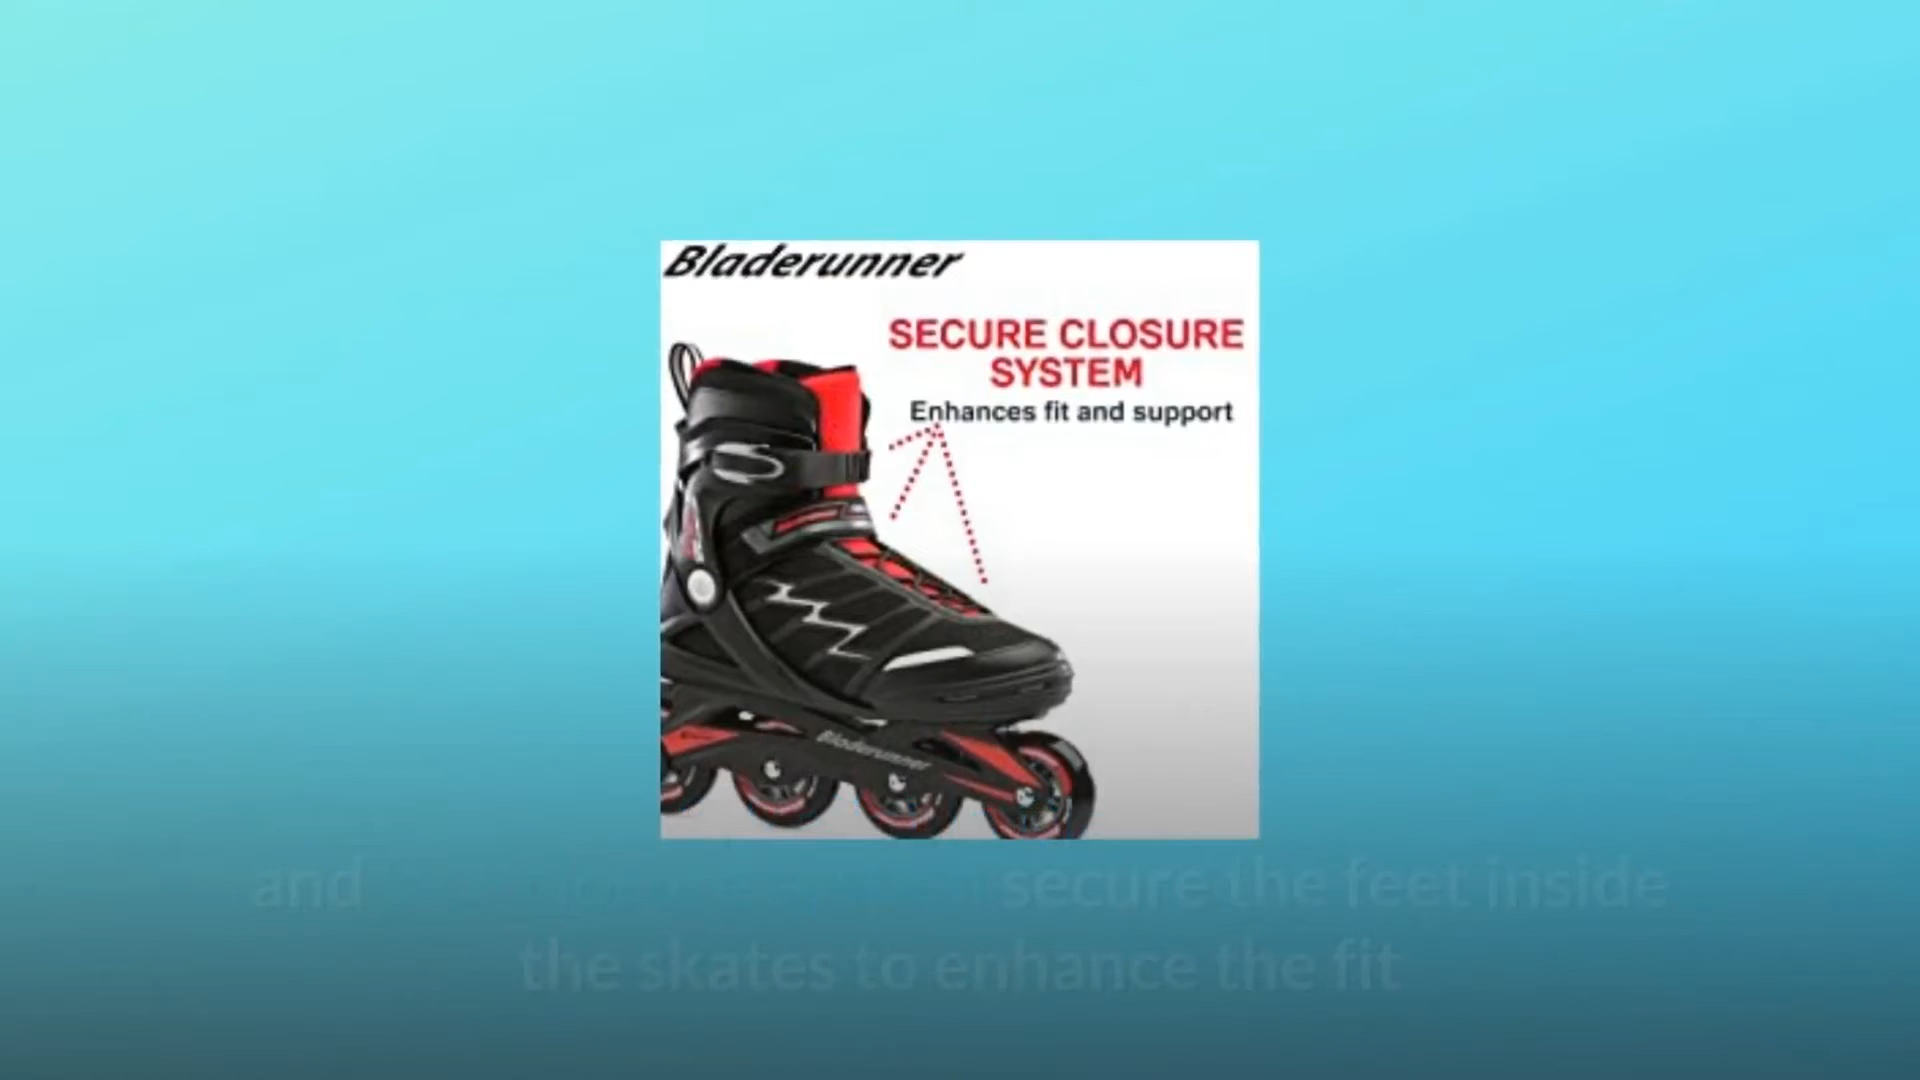 Bladerunner
SECURE CLOSURE
SYSTEM
Enhances fit and support
Bladerunner
and secure the feet inside
the skates to enhance the fit